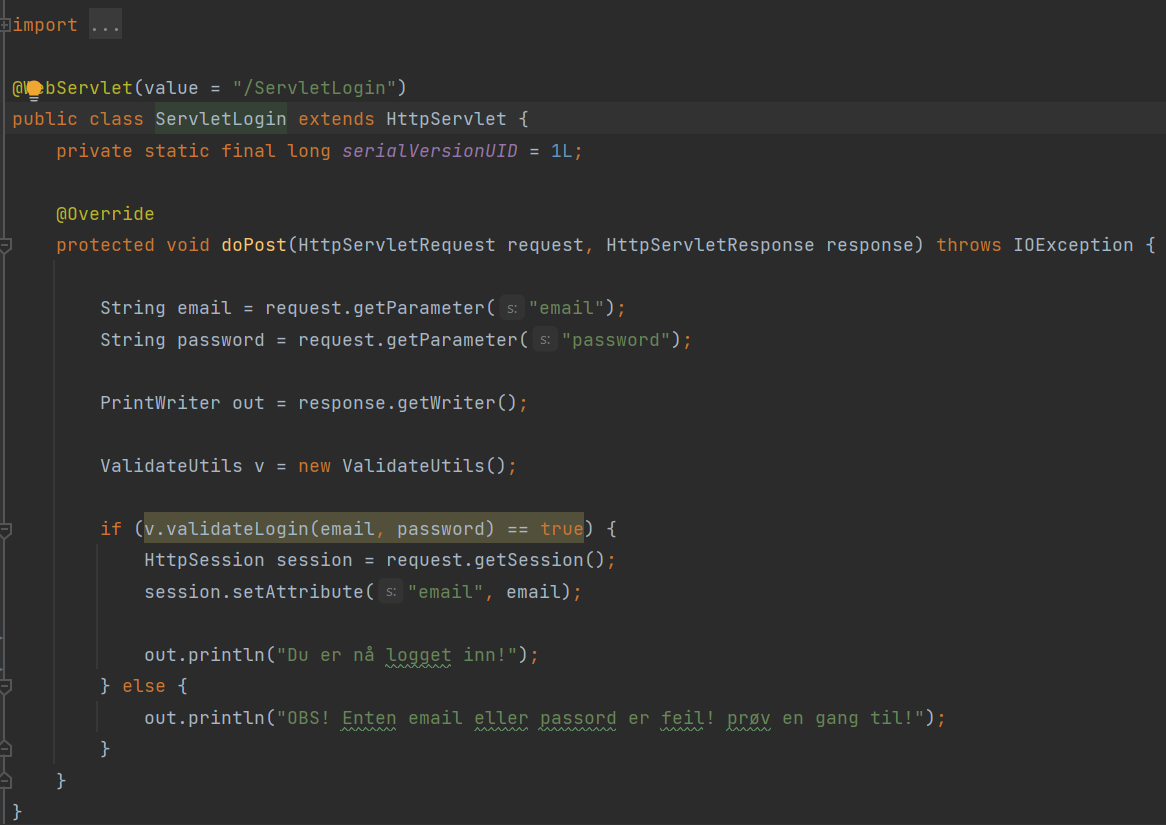 import ...
@WebServlet(value = "/ServletLogin")
public class ServletLogin extends HttpServlet {
    private static final long serialVersionUID = 1L;
    @Override
    protected void doPost(HttpServletRequest request, HttpServletResponse response) throws IOException {
        String email = request.getParameter( s: "email");
        String password = request.getParameter( s: "password");
        PrintWriter out = response.getWriter();
        ValidateUtils v = new ValidateUtils();
        if (v.validateLogin(email, password) == true) {
            HttpSession session = request.getSession();
            session.setAttribute( s: "email", email);
            out.println("Du er nå logget inn!");
        } else {
            out.println("OBS! Enten email eller passord er feil! prøv en gang til!");
        }
    }
}